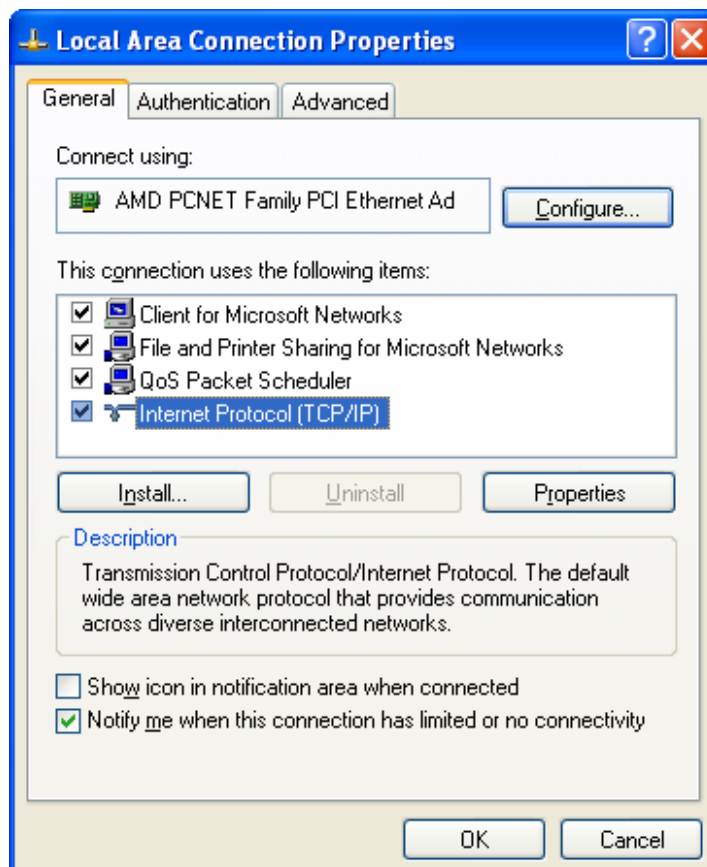 Local Area Connection Properties
General Authentication Advanced
Connect using:
AMD PCNET Family PCI Ethernet Ad
Configure...
This connection uses the following items:
Client for Microsoft Networks
File and Printer Sharing for Microsoft Networks
QoS Packet Scheduler
Internet Protocol (TCP/IP)
Install... Uninstall Properties
Description
Transmission Control Protocol/Internet Protocol. The default
wide area network protocol that provides communication
across diverse interconnected networks.
Show icon in notification area when connected
Notify me when this connection has limited or no connectivity
OK Cancel